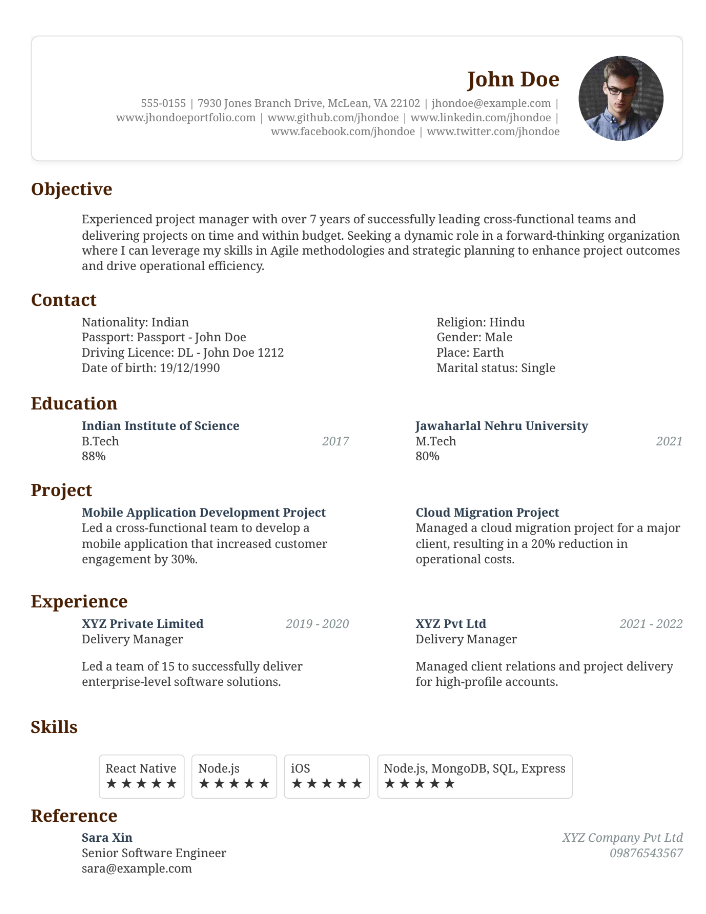 John Doe
555-0155 | 7930 Jones Branch Drive, McLean, VA 22102 | jhondoe@example.com |
www.jhondoeportfolio.com | www.github.com/jhondoe | www.linkedin.com/jhondoe |
www.facebook.com/jhondoe | www.twitter.com/jhondoe
Objective
Experienced project manager with over 7 years of successfully leading cross-functional teams and
delivering projects on time and within budget. Seeking a dynamic role in a forward-thinking organization
where I can leverage my skills in Agile methodologies and strategic planning to enhance project outcomes
and drive operational efficiency.
Contact
Nationality: Indian
Passport: Passport - John Doe
Driving Licence: DL - John Doe 1212
Date of birth: 19/12/1990
Religion: Hindu
Gender: Male
Place: Earth
Marital status: Single
Education
Indian Institute of Science
B.Tech 2017
88%
Jawaharlal Nehru University
M.Tech 2021
80%
Project
Mobile Application Development Project
Led a cross-functional team to develop a
mobile application that increased customer
engagement by 30%.
Cloud Migration Project
Managed a cloud migration project for a major
client, resulting in a 20% reduction in
operational costs.
Experience
XYZ Private Limited 2019 - 2020
Delivery Manager
Led a team of 15 to successfully deliver
enterprise-level software solutions.
XYZ Pvt Ltd 2021 - 2022
Delivery Manager
Managed client relations and project delivery
for high-profile accounts.
Skills
React Native
★★★★★
Node.js
★★★★★
iOS
★★★★★
Node.js, MongoDB, SQL, Express
★★★★★
Reference
Sara Xin XYZ Company Pvt Ltd
Senior Software Engineer 09876543567
sara@example.com